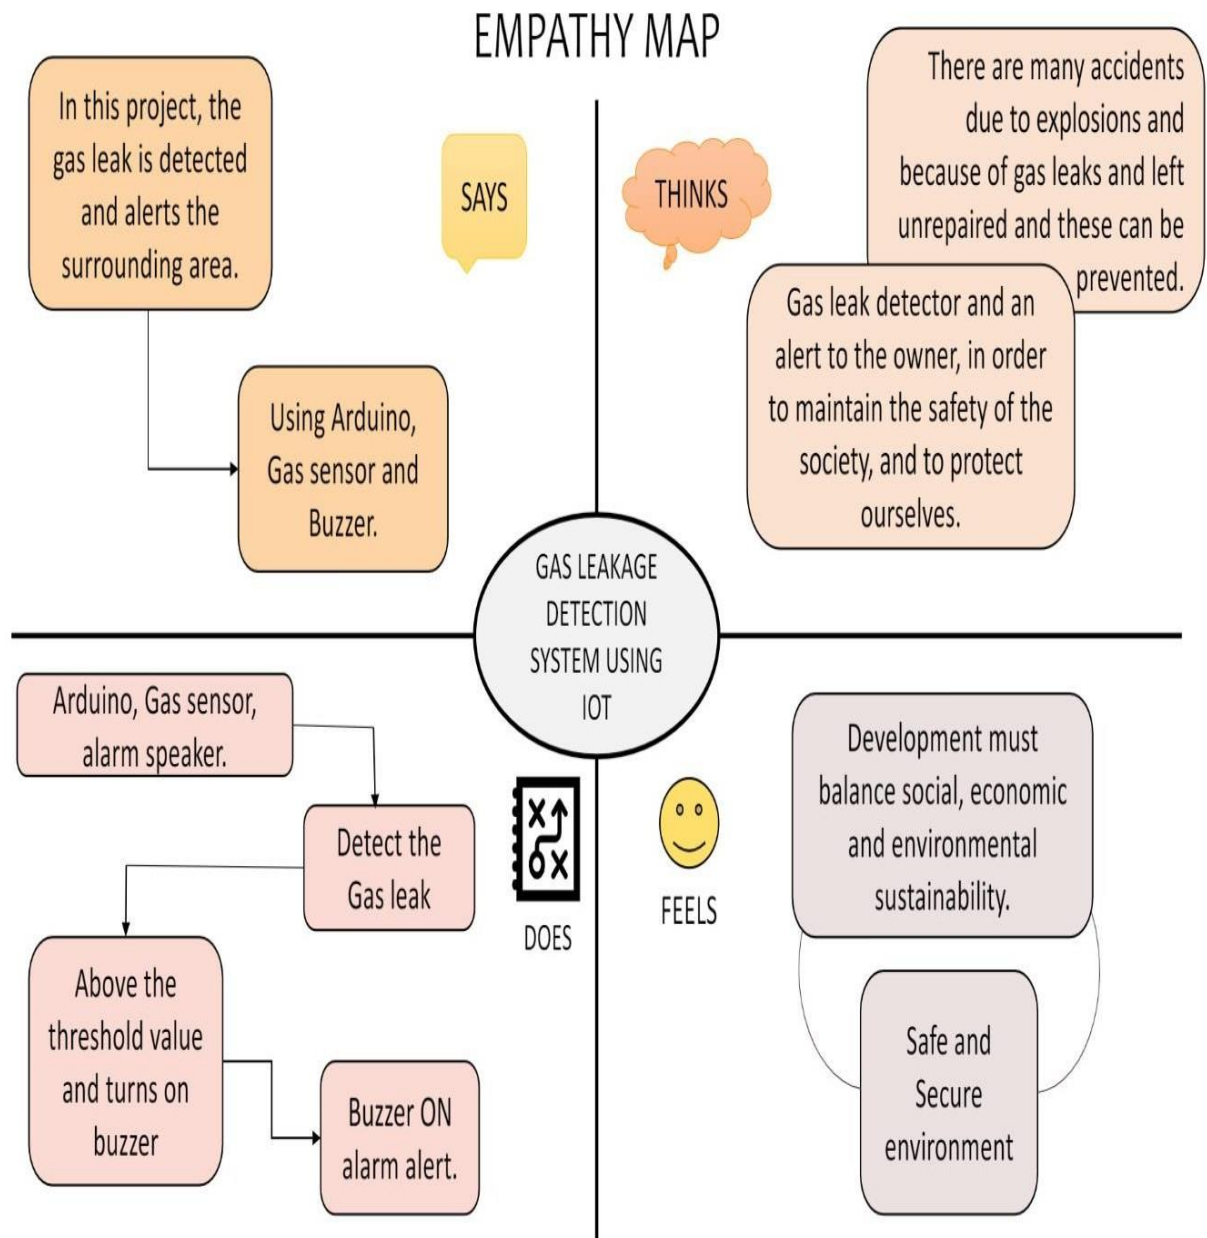 EMPATHY MAP
In this project, the
gas leak is detected
and alerts the
surrounding area.
SAYS
Using Arduino,
Gas sensor and
Buzzer.
THINKS
There are many accidents
due to explosions and
because of gas leaks and left
unrepaired and these can be
prevented.
Gas leak detector and an
alert to the owner, in order
to maintain the safety of the
society, and to protect
ourselves.
GAS LEAKAGE
DETECTION
SYSTEM USING
IOT
Arduino, Gas sensor,
alarm speaker.
Detect the
Gas leak
Above the
threshold value
and turns on
buzzer
Buzzer ON
alarm alert.
DOES
FEELS
Development must
balance social, economic
and environmental
sustainability.
Safe and
Secure
environment